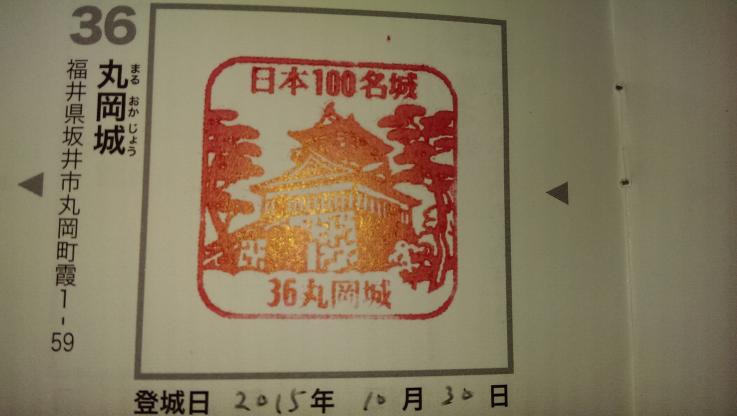 36
丸岡城
まる おか じょう
福井県坂井市丸岡町霞1-59
日本100名城
36丸岡城
登城日 2015年 10月 30日